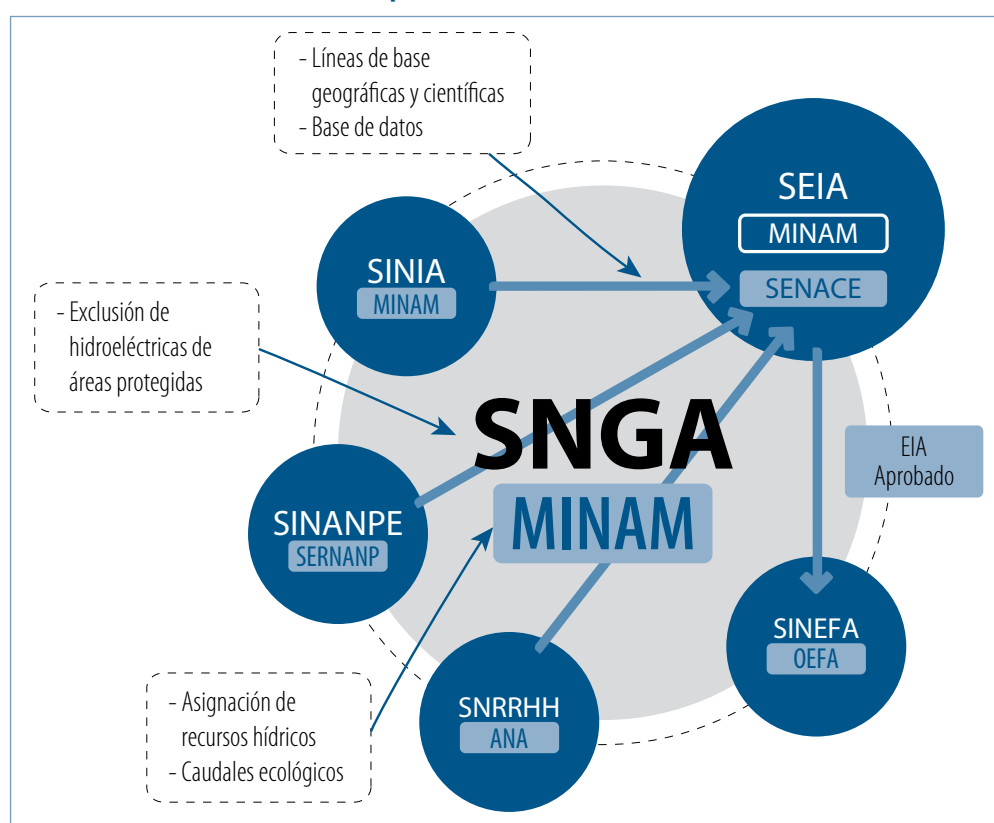 - Líneas de base
geográficas y científicas
- Base de datos
SEIA
MINAM
SENACE
SINIA
MINAM
- Exclusión de
hidroeléctricas de
áreas protegidas
SNGA
MINAM
EIA
Aprobado
SINANPE
SERNANP
SINEFA
OEFA
- Asignación de
recursos hídricos
- Caudales ecológicos
SNRRHH
ANA